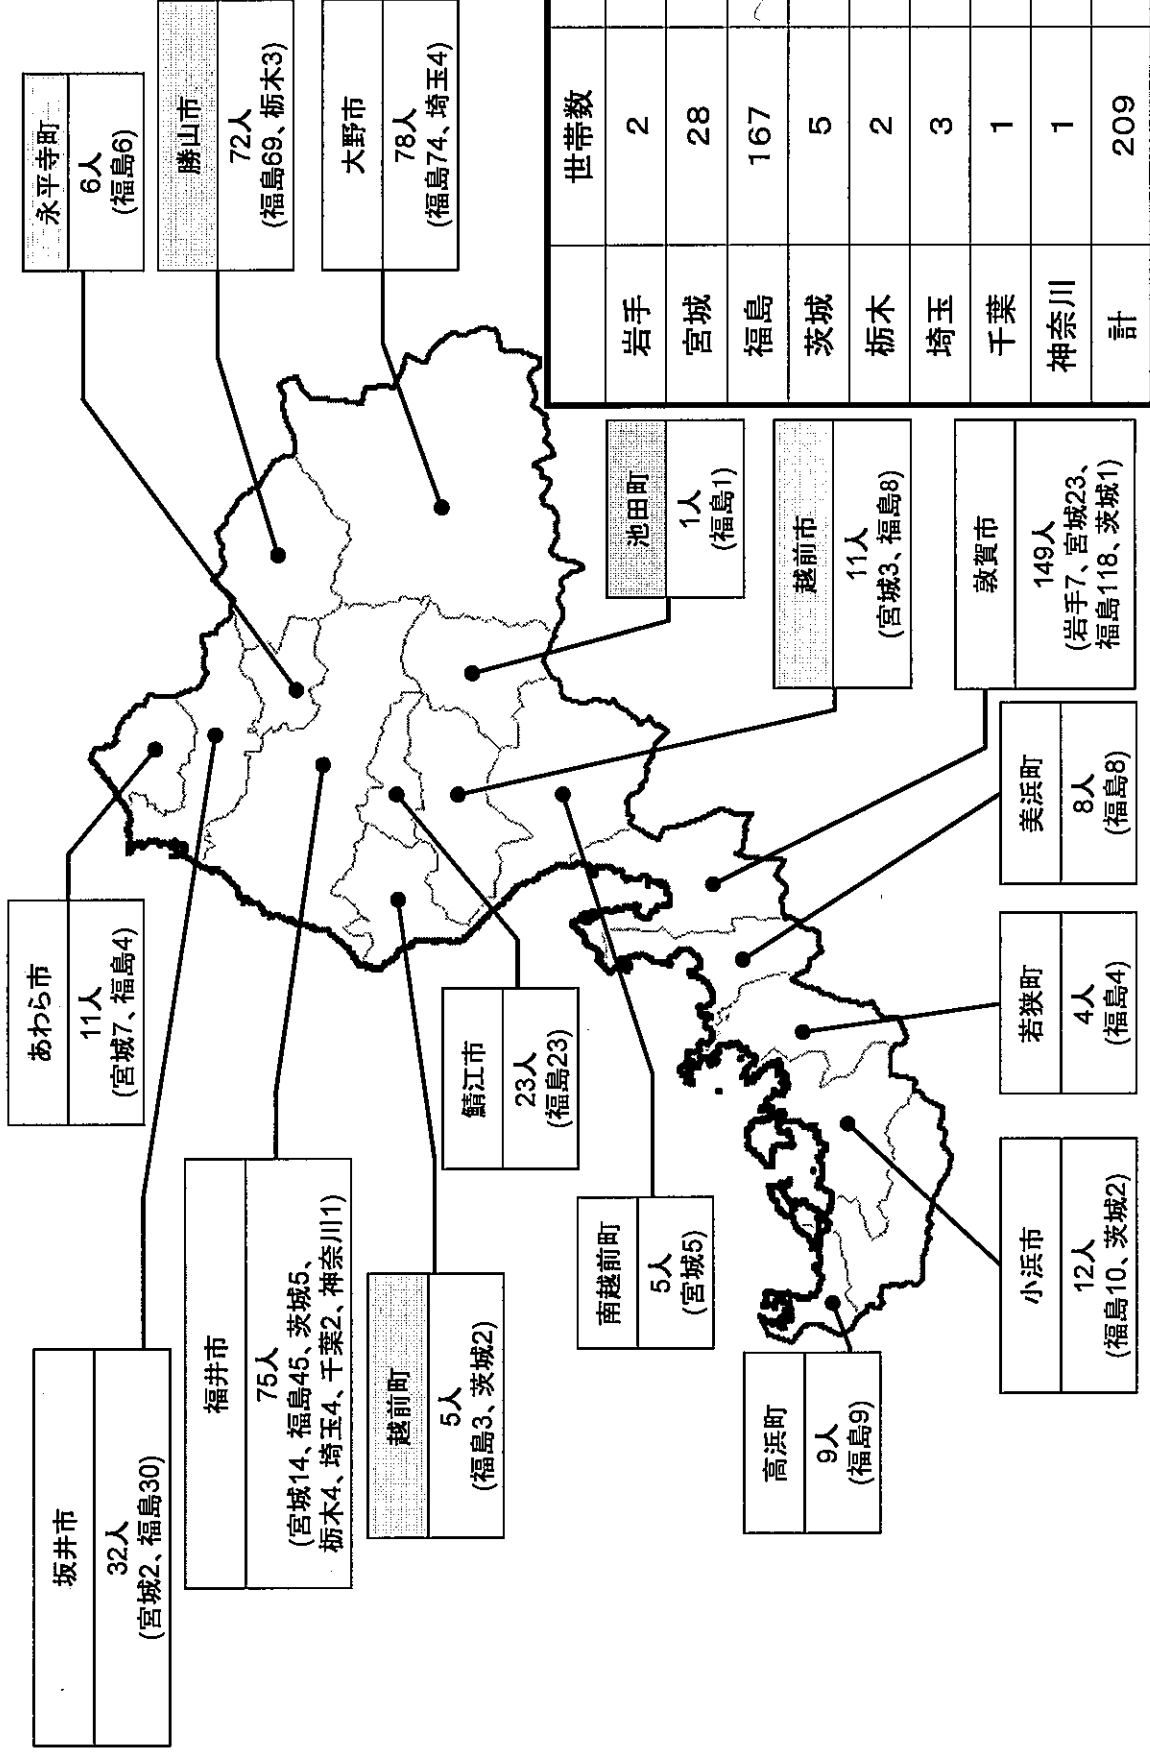 あわら市
11人
(宮城7、福島4)
永平寺町
6人
(福島6)
坂井市
32人
(宮城2、福島30)
勝山市
72人
(福島69、栃木3)
福井市
75人
(宮城14、福島45、茨城5、
栃木4、埼玉4、千葉2、神奈川1)
大野市
78人
(福島74、埼玉4)
越前町
5人
(福島3、茨城2)
鯖江市
23人
(福島23)
南越前町
5人
(宮城5)
池田町
1人
(福島1)
高浜町
9人
(福島9)
越前市
11人
(宮城3、福島8)
敦賀市
149人
(岩手7、宮城23、
福島118、茨城1)
小浜市
12人
(福島10、茨城2)
若狭町
4人
(福島4)
美浜町
8人
(福島8)
世帯数
岩手 2
宮城 28
福島 167
茨城 5
栃木 2
埼玉 3
千葉 1
神奈川 1
計 209